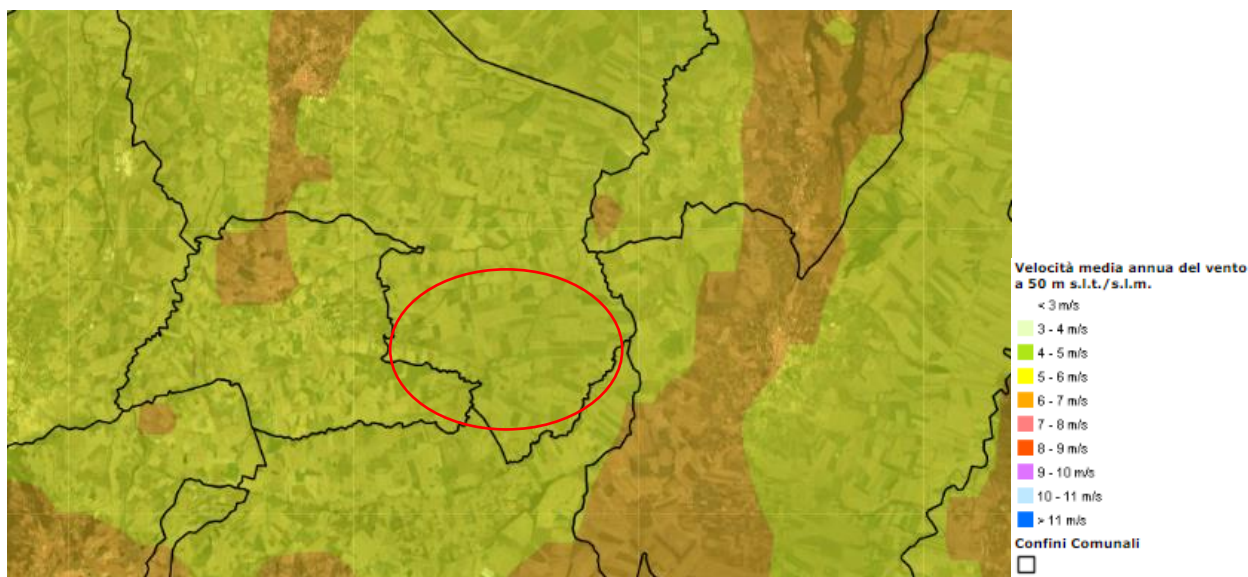 Velocità media annua del vento
a 50 m s.l.t./s.l.m.
< 3 m/s
3 - 4 m/s
4 - 5 m/s
5 - 6 m/s
6 - 7 m/s
7 - 8 m/s
8 - 9 m/s
9 - 10 m/s
10 - 11 m/s
> 11 m/s
Confini Comunali